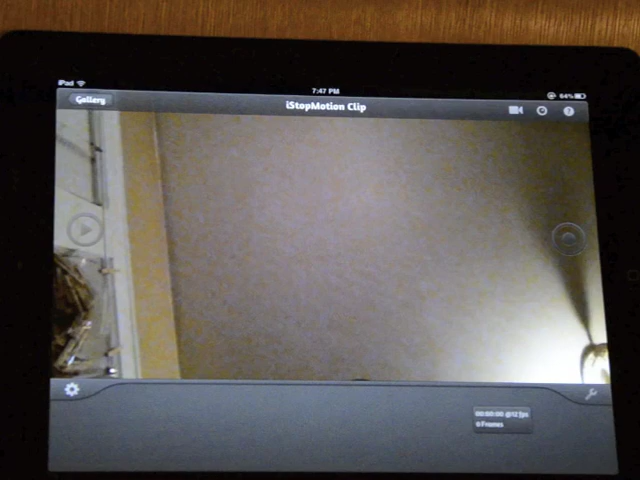 iPad
7:47 PM
64%
Gallery
iStopMotion Clip
?
00:00:00 @12 fps
0 Frames